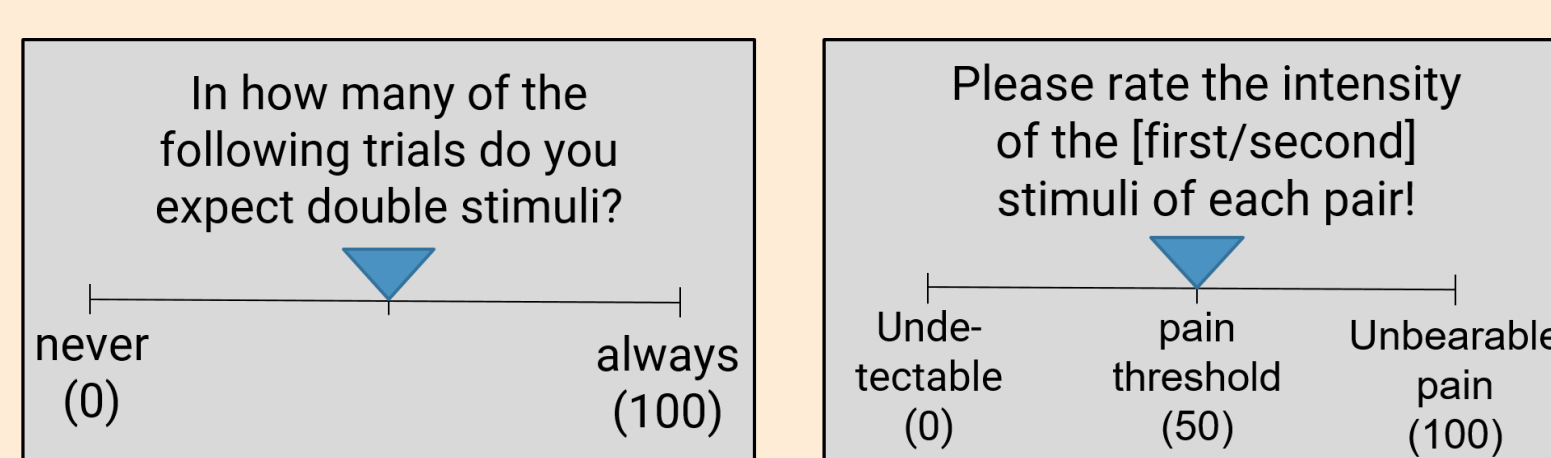 In how many of the
following trials do you
expect double stimuli?
never
(0)
always
(100)
Please rate the intensity
of the [first/second]
stimuli of each pair!
Unde-
tectable
(0)
pain
threshold
(50)
Unbearable
pain
(100)